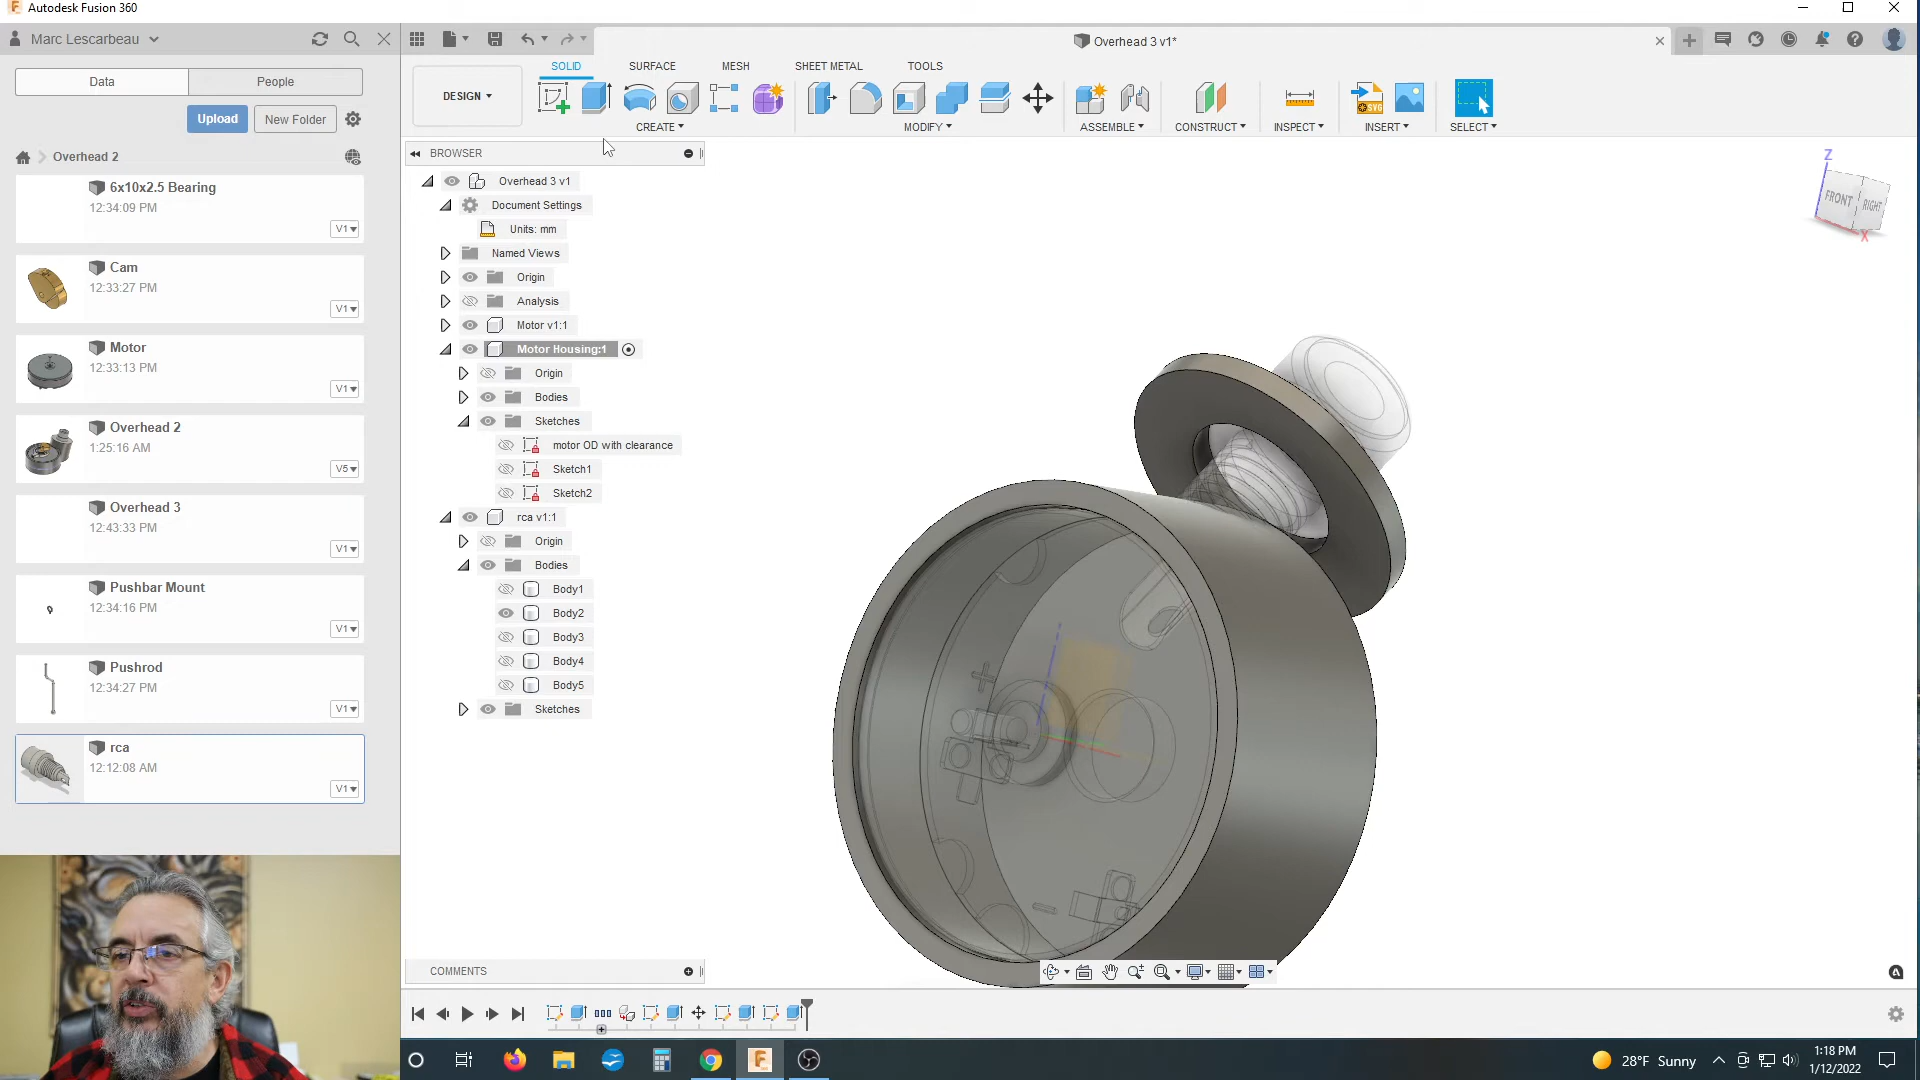 Autodesk Fusion 360
Marc Lescarbeau
Overhead 3 v1*
Data
People
Upload
New Folder
Overhead 2
6x10x2.5 Bearing
12:34:09 PM
V1
Cam
12:33:27 PM
V1
Motor
12:33:13 PM
V1
Overhead 2
1:25:16 AM
V5
Overhead 3
12:43:33 PM
V1
Pushbar Mount
12:34:16 PM
V1
Pushrod
12:34:27 PM
V1
rca
12:12:08 AM
V1
DESIGN
SOLID
SURFACE
MESH
SHEET METAL
TOOLS
CREATE
MODIFY
ASSEMBLE
CONSTRUCT
INSPECT
INSERT
SELECT
BROWSER
Overhead 3 v1
Document Settings
Units: mm
Named Views
Origin
Analysis
Motor v1:1
Motor Housing:1
Origin
Bodies
Sketches
motor OD with clearance
Sketch1
Sketch2
rca v1:1
Origin
Bodies
Body1
Body2
Body3
Body4
Body5
Sketches
Z
FRONT
RIGHT
X
COMMENTS
28°F Sunny
1:18 PM
1/12/2022